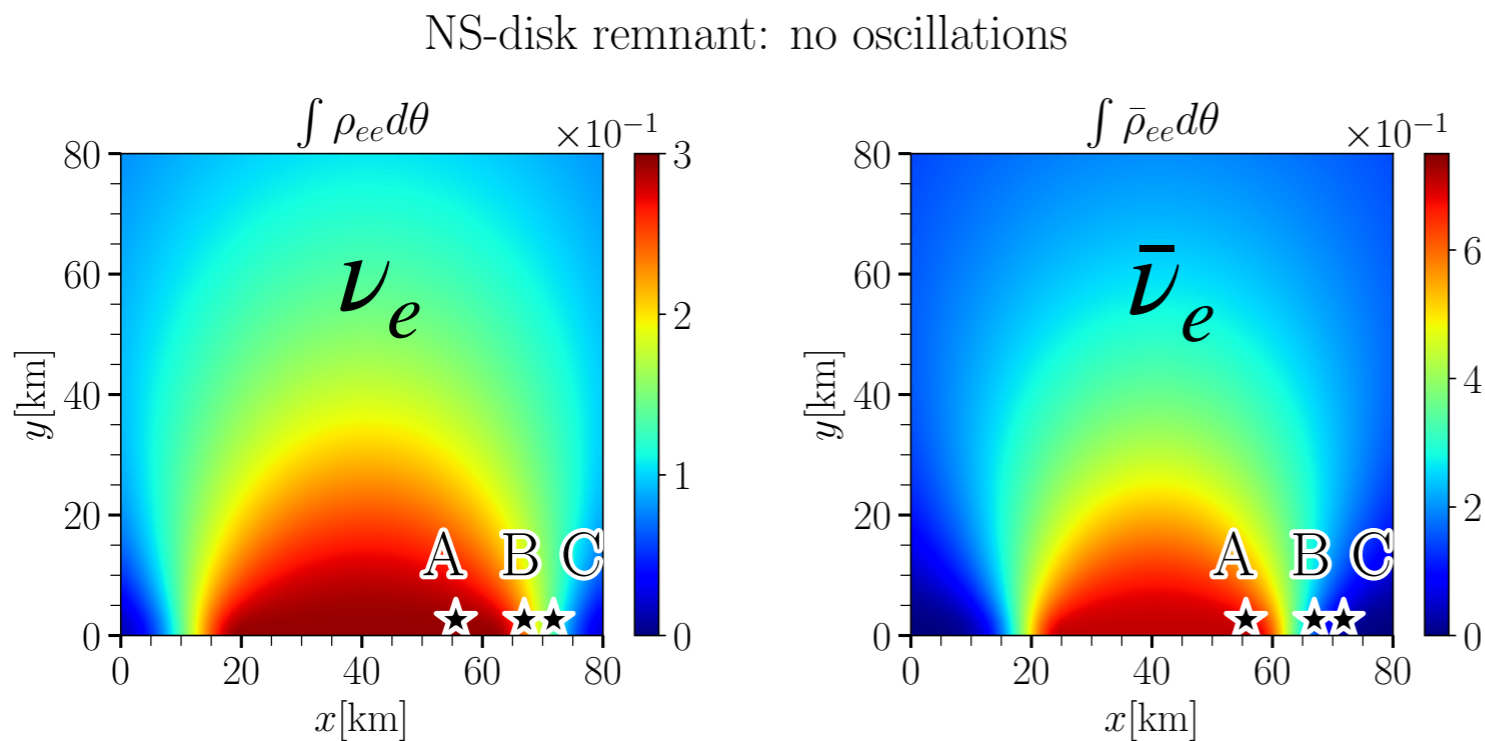 NS-disk remnant: no oscillations
∫ ρ_ee dθ
×10⁻¹
80
60
40
20
0
y[km]
ν_e
A B C
0 20 40 60 80
x[km]
3
2
1
0
∫ ρ̄_ee dθ
×10⁻¹
80
60
40
20
0
y[km]
ν̄_e
A B C
0 20 40 60 80
x[km]
6
4
2
0